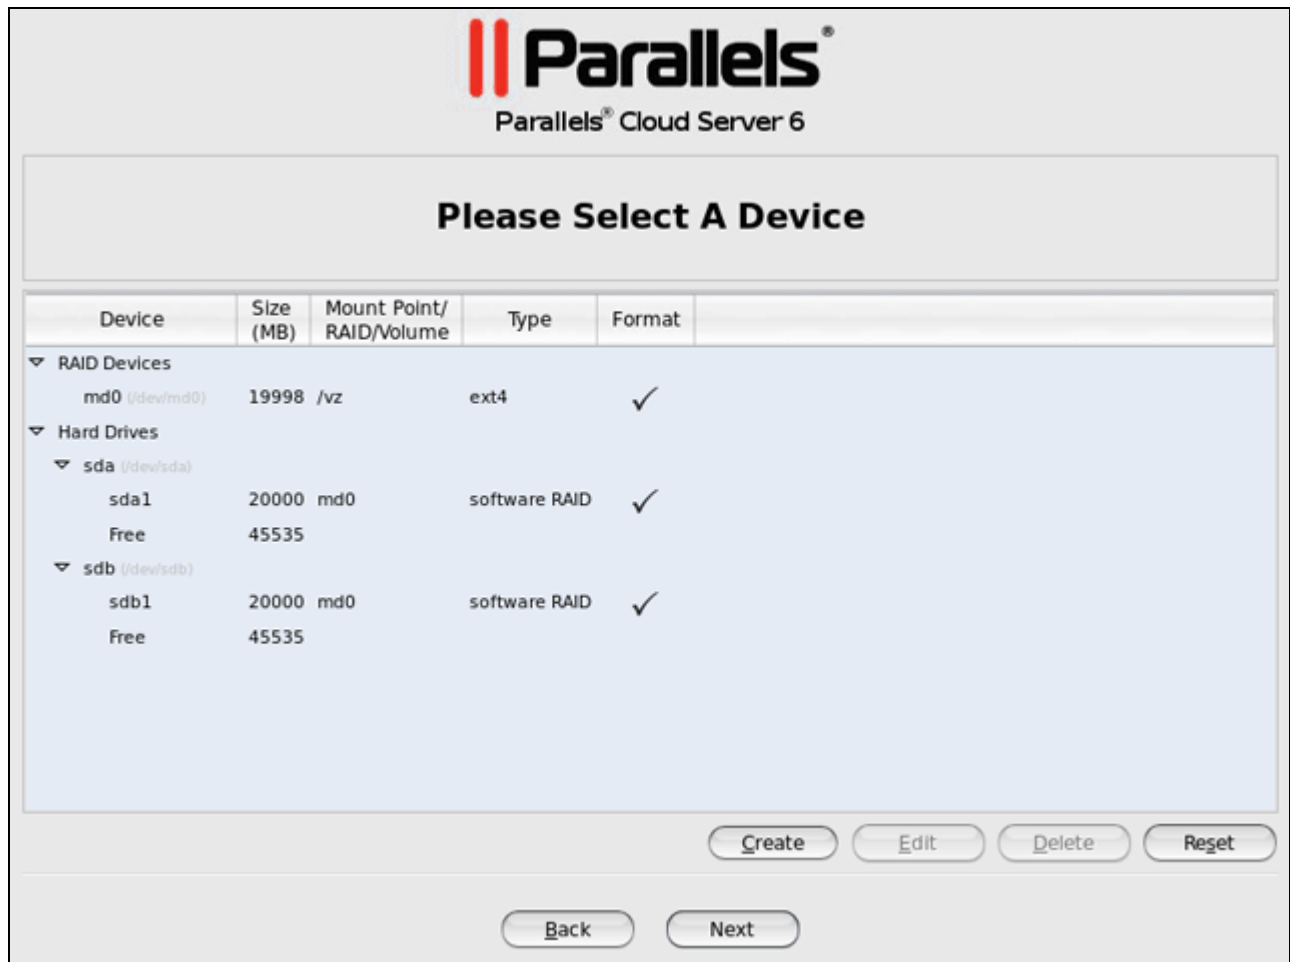 Parallels®
Parallels® Cloud Server 6
Please Select A Device
Device Size (MB) Mount Point/ RAID/Volume Type Format
RAID Devices
md0 (/dev/md0) 19998 /vz ext4 ✓
Hard Drives
sda (/dev/sda)
sda1 20000 md0 software RAID ✓
Free 45535
sdb (/dev/sdb)
sdb1 20000 md0 software RAID ✓
Free 45535
Create Edit Delete Reset
Back Next